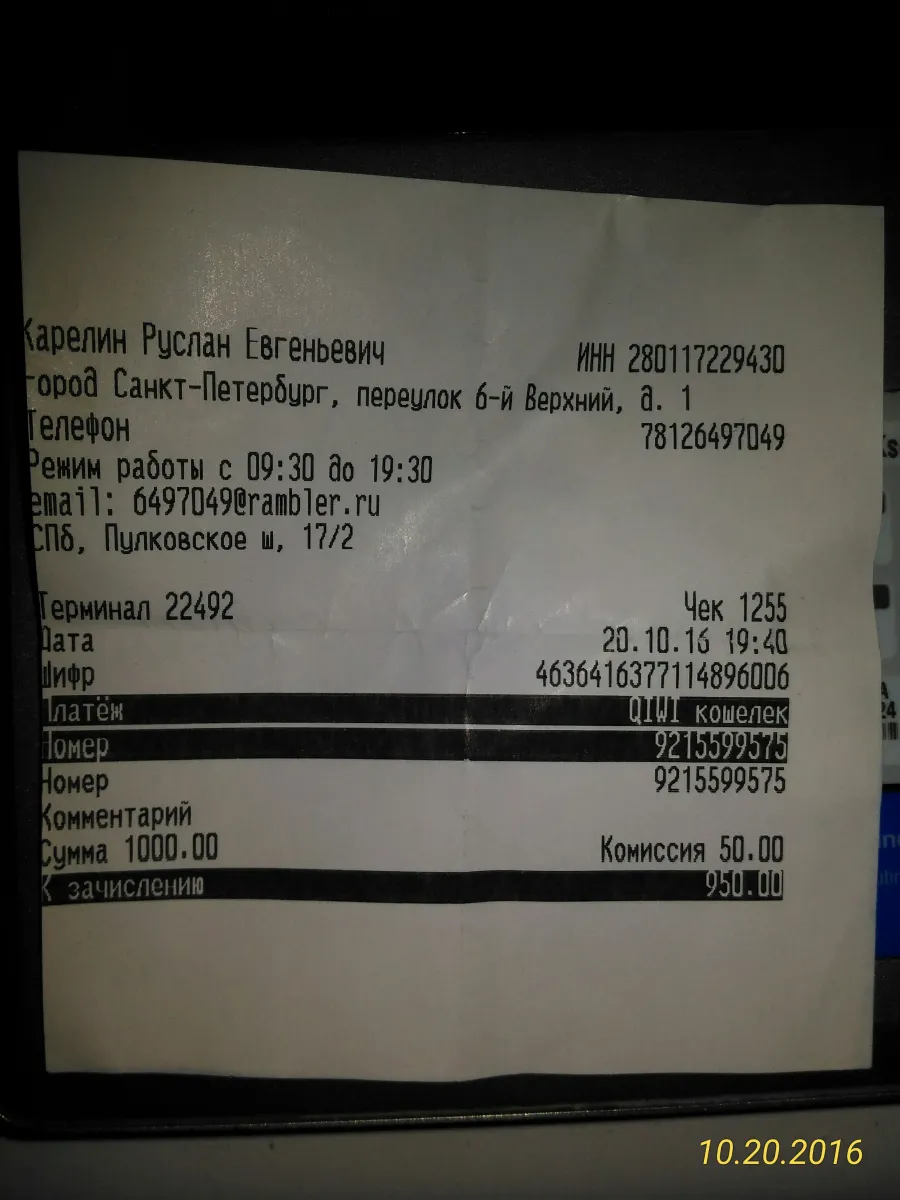 Карелин Руслан Евгеньевич ИНН 280117229430
город Санкт-Петербург, переулок 6-й Верхний, д. 1
Телефон 78126497049
Режим работы с 09:30 до 19:30
email: 6497049@rambler.ru
СПб, Пулковское ш, 17/2
Терминал 22492 Чек 1255
Дата 20.10.16 19:40
Шифр 4636416377114896006
Платёж QIWI кошелек
Номер 9215599575
Номер 9215599575
Комментарий
Сумма 1000.00 Комиссия 50.00
К зачислению 950.00
10.20.2016